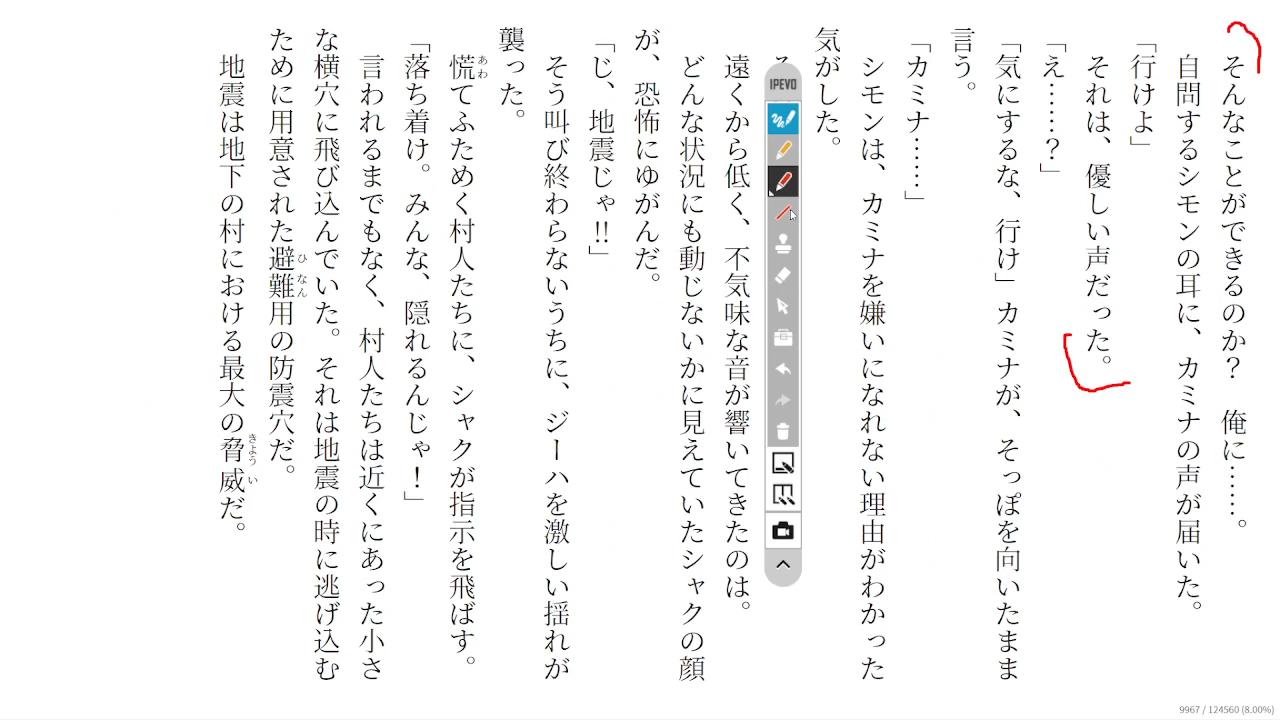 そんなことができるのか？　俺に……。
自問するシモンの耳に、カミナの声が届いた。
「行けよ」
それは、優しい声だった。
「え……？」
「気にするな、行け」カミナが、そっぽを向いたまま
言う。
「カミナ……」
シモンは、カミナを嫌いになれない理由がわかった
気がした。
遠くから低く、不気味な音が響いてきたのは。
どんな状況にも動じないかに見えていたシャクの顔
が、恐怖にゆがんだ。
「じ、地震じゃ!!」
そう叫び終わらないうちに、ジーハを激しい揺れが
襲った。
慌てふためく村人たちに、シャクが指示を飛ばす。
あわ
「落ち着け。みんな、隠れるんじゃ！」
言われるまでもなく、村人たちは近くにあった小さ
な横穴に飛び込んでいた。それは地震の時に逃げ込む
ために用意された避難用の防震穴だ。
ひなん
地震は地下の村における最大の脅威だ。
きょうい
IPEVO
9967 / 124560 (8.00%)